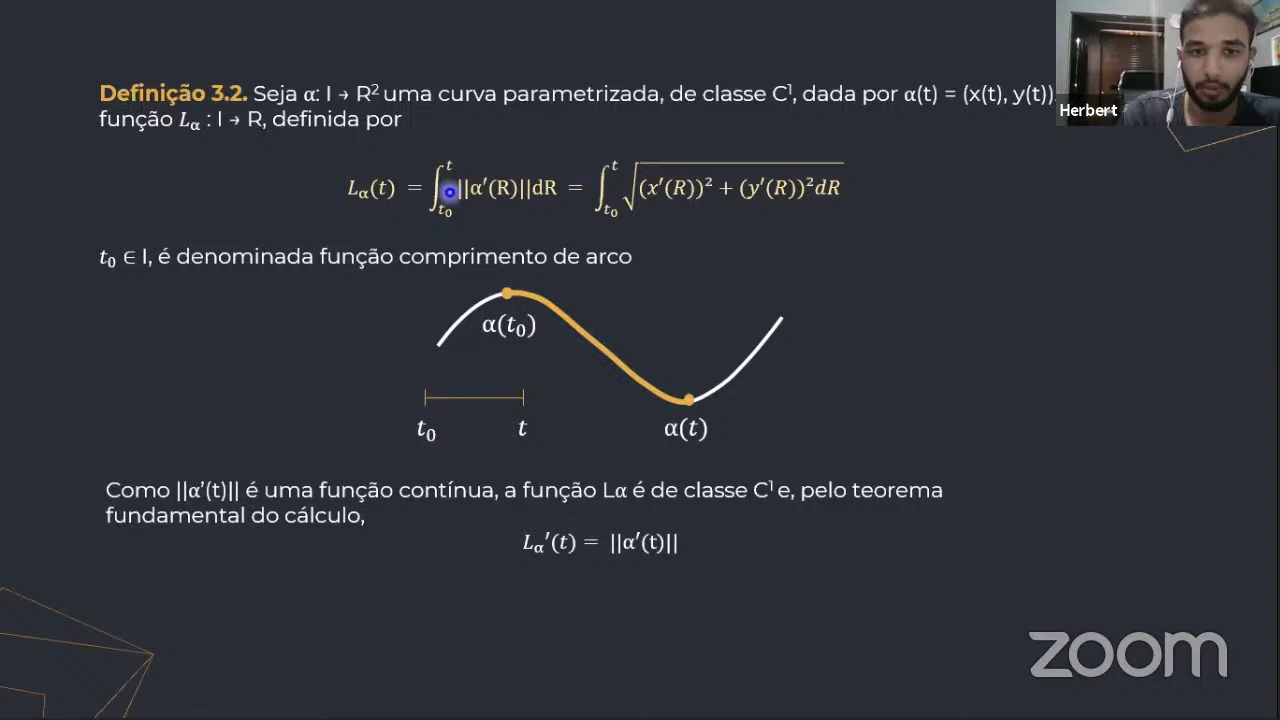 Definição 3.2. Seja α: I → R² uma curva parametrizada, de classe C¹, dada por α(t) = (x(t), y(t)).
função Lα : I → R, definida por
Lα(t) = ∫_{t₀}^{t} ||α′(R)||dR = ∫_{t₀}^{t} √(x′(R))² + (y′(R))²dR
t₀ ∈ I, é denominada função comprimento de arco
α(t₀)
t₀ t α(t)
Como ||α’(t)|| é uma função contínua, a função Lα é de classe C¹ e, pelo teorema
fundamental do cálculo,
Lα′(t) = ||α′(t)||
Herbert
zoom